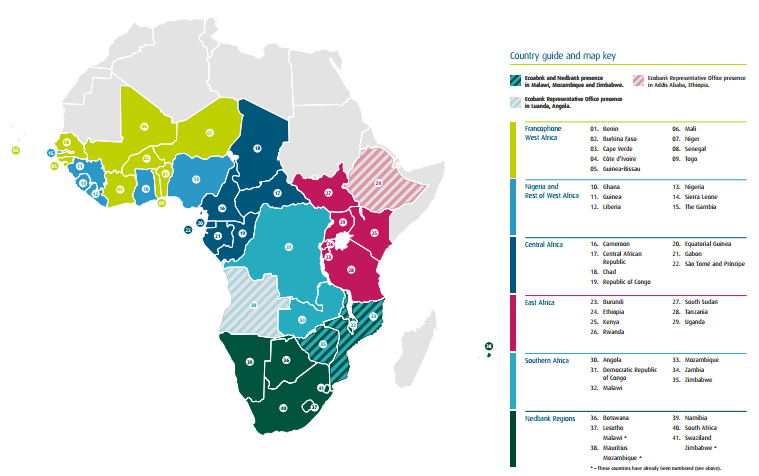 Country guide and map key
Ecoabnk and Nedbank presence
in Malawi, Mozambique and Zimbabwe.
Ecobank Representative Office presence
in Addis Ababa, Ethiopia.
Ecobank Representative Office presence
in Luanda, Angola.
Francophone
West Africa
01. Benin
02. Burkina Faso
03. Cape Verde
04. Côte d'Ivoire
05. Guinea-Bissau
06. Mali
07. Niger
08. Senegal
09. Togo
Nigeria and
Rest of West Africa
10. Ghana
11. Guinea
12. Liberia
13. Nigeria
14. Sierra Leone
15. The Gambia
Central Africa
16. Cameroon
17. Central African
Republic
18. Chad
19. Republic of Congo
20. Equatorial Guinea
21. Gabon
22. São Tomé and Príncipe
East Africa
23. Burundi
24. Ethiopia
25. Kenya
26. Rwanda
27. South Sudan
28. Tanzania
29. Uganda
Southern Africa
30. Angola
31. Democratic Republic
of Congo
32. Malawi
33. Mozambique
34. Zambia
35. Zimbabwe
Nedbank Regions
36. Botswana
37. Lesotho
Malawi *
38. Mauritius
Mozambique *
39. Namibia
40. South Africa
41. Swaziland
Zimbabwe *
* – These countries have already been numbered (see above).